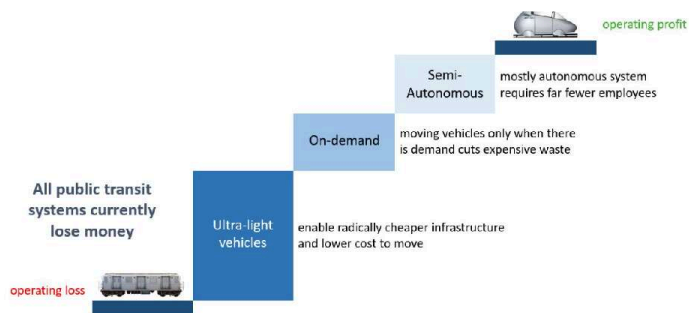 operating profit
Semi-
Autonomous
mostly autonomous system
requires far fewer employees
On-demand
moving vehicles only when there
is demand cuts expensive waste
All public transit
systems currently
lose money
Ultra-light
vehicles
enable radically cheaper infrastructure
and lower cost to move
operating loss